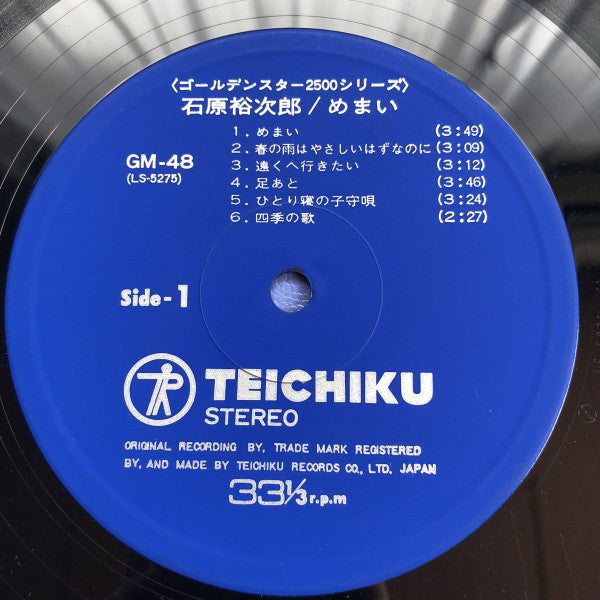 〈ゴールデンスター2500シリーズ〉
石原裕次郎/めまい
1. めまい (3:49)
2. 春の雨はやさしいはずなのに (3:09)
3. 遠くへ行きたい (3:12)
4. 足あと (3:46)
5. ひとり寝の子守唄 (3:24)
6. 四季の歌 (2:27)
GM-48
(LS-5275)
Side-1
TEICHIKU
STEREO
ORIGINAL RECORDING BY, TRADE MARK REGISTERED
BY, AND MADE BY TEICHIKU RECORDS CO., LTD. JAPAN
33⅓r.p.m